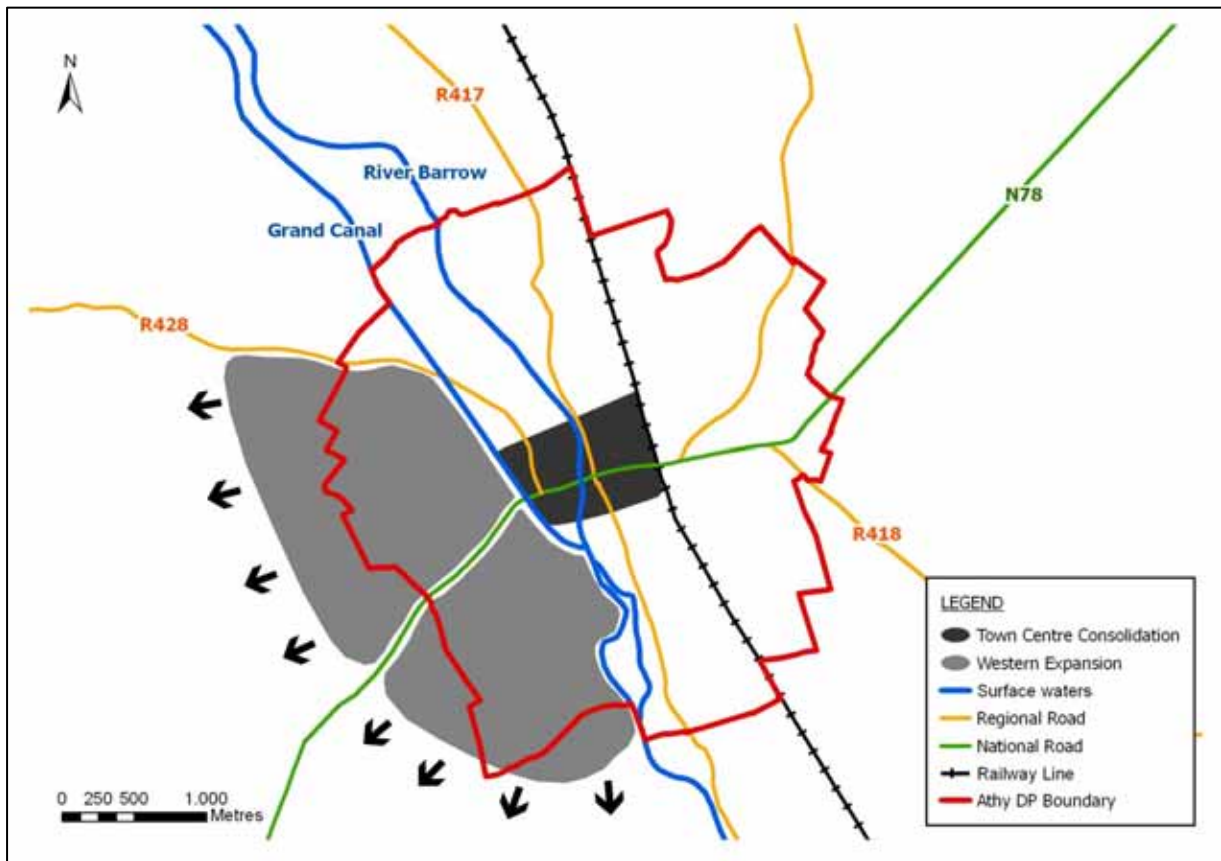 N
R417
River Barrow
N78
Grand Canal
R428
R418
LEGEND
Town Centre Consolidation
Western Expansion
Surface waters
Regional Road
National Road
Railway Line
Athy DP Boundary
0 250 500 1.000
Metres